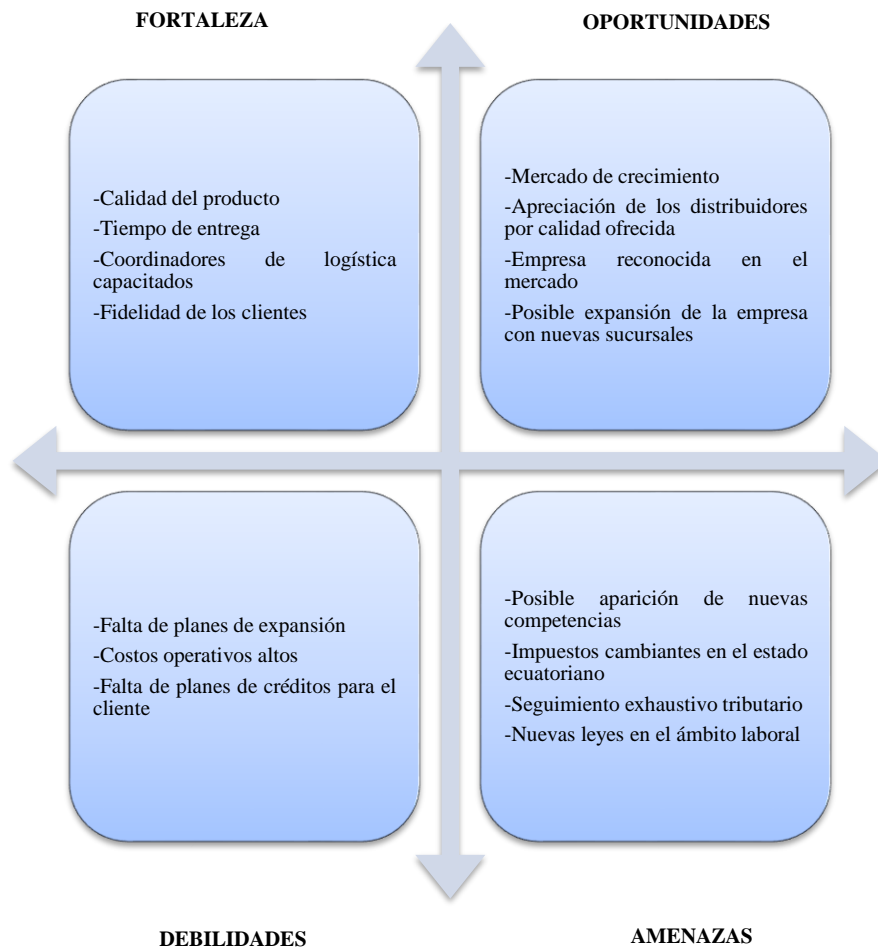 FORTALEZA
OPORTUNIDADES
-Calidad del producto
-Tiempo de entrega
-Coordinadores de logística
capacitados
-Fidelidad de los clientes
-Mercado de crecimiento
-Apreciación de los distribuidores
por calidad ofrecida
-Empresa reconocida en el
mercado
-Posible expansión de la empresa
con nuevas sucursales
-Falta de planes de expansión
-Costos operativos altos
-Falta de planes de créditos para el
cliente
-Posible aparición de nuevas
competencias
-Impuestos cambiantes en el estado
ecuatoriano
-Seguimiento exhaustivo tributario
-Nuevas leyes en el ámbito laboral
DEBILIDADES
AMENAZAS